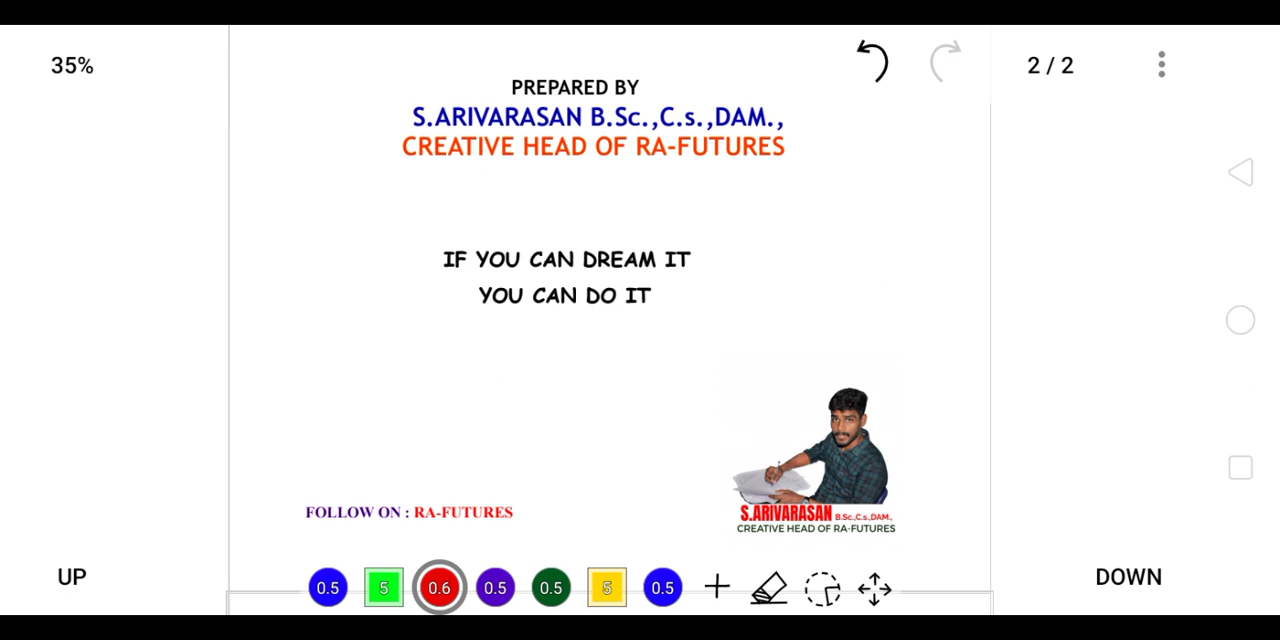 35%
2 / 2
PREPARED BY
S.ARIVARASAN B.Sc.,C.s.,DAM.,
CREATIVE HEAD OF RA-FUTURES
IF YOU CAN DREAM IT
YOU CAN DO IT
S.ARIVARASAN B.Sc.,C.s.,DAM.,
CREATIVE HEAD OF RA-FUTURES
FOLLOW ON : RA-FUTURES
UP
0.5 5 0.6 0.5 0.5 5 0.5
DOWN